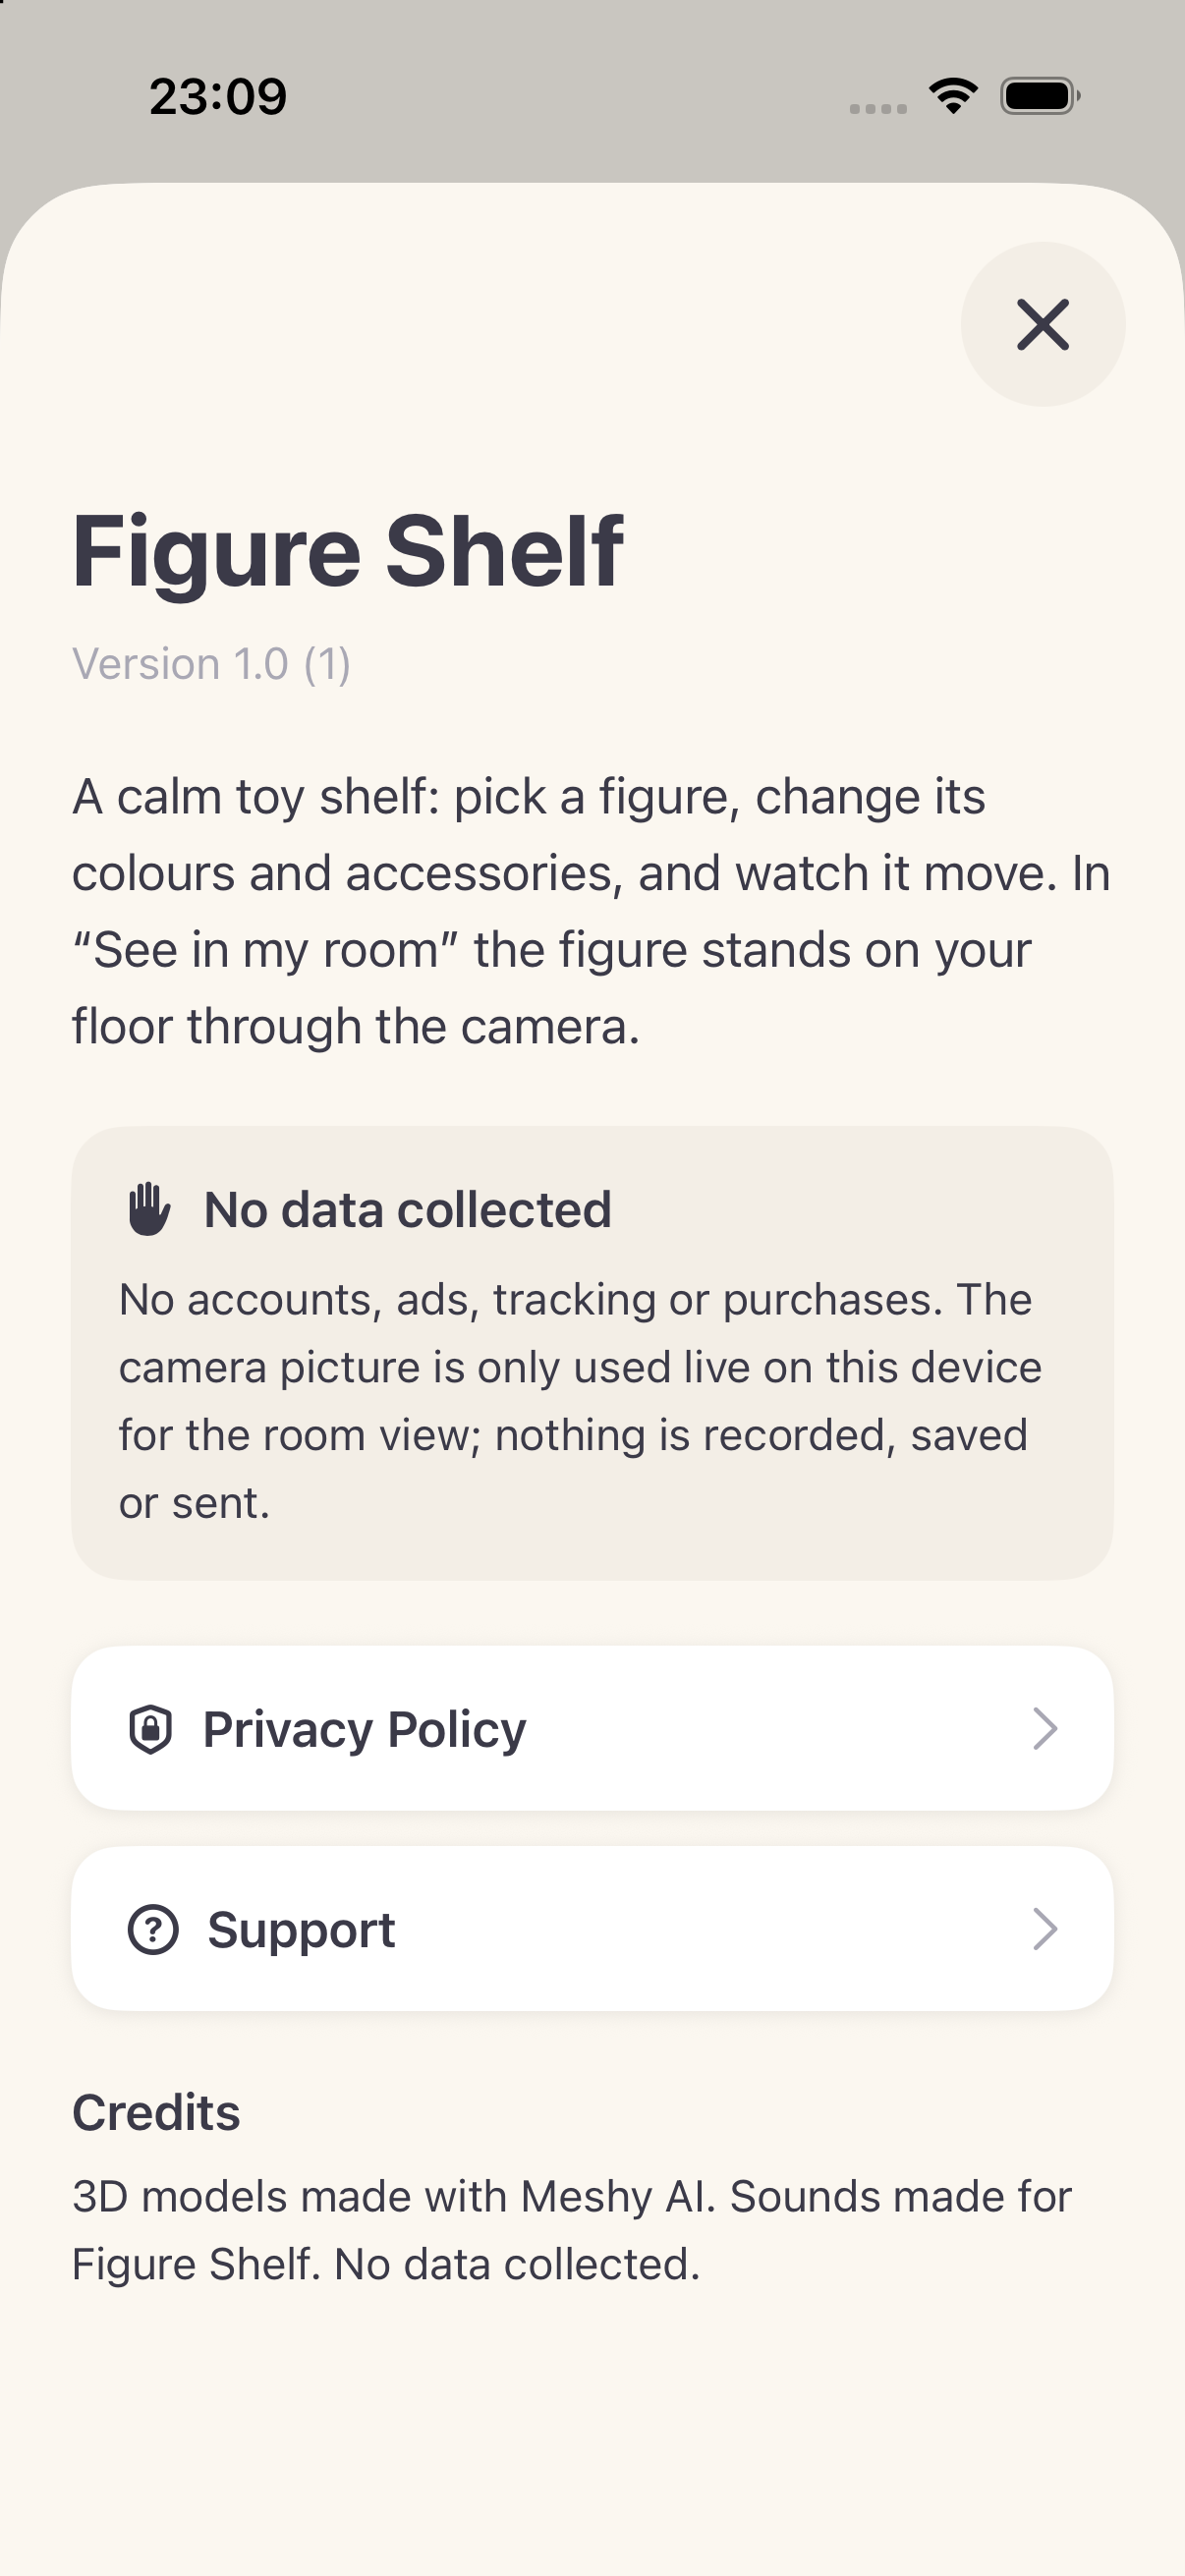 23:09
Figure Shelf
Version 1.0 (1)
A calm toy shelf: pick a figure, change its
colours and accessories, and watch it move. In
“See in my room” the figure stands on your
floor through the camera.
No data collected
No accounts, ads, tracking or purchases. The
camera picture is only used live on this device
for the room view; nothing is recorded, saved
or sent.
Privacy Policy
Support
Credits
3D models made with Meshy AI. Sounds made for
Figure Shelf. No data collected.